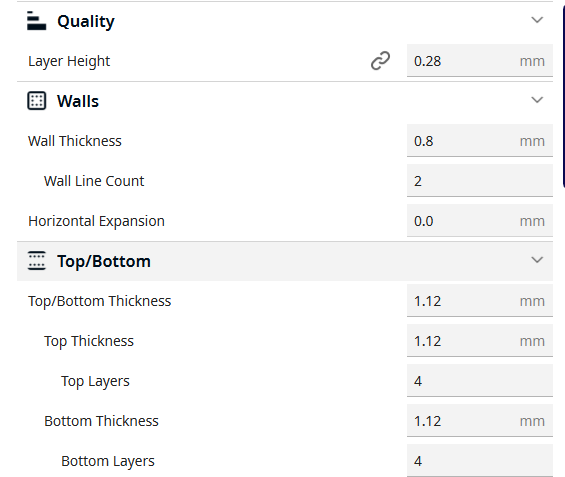 Quality
Layer Height 0.28 mm
Walls
Wall Thickness 0.8 mm
Wall Line Count 2
Horizontal Expansion 0.0 mm
Top/Bottom
Top/Bottom Thickness 1.12 mm
Top Thickness 1.12 mm
Top Layers 4
Bottom Thickness 1.12 mm
Bottom Layers 4